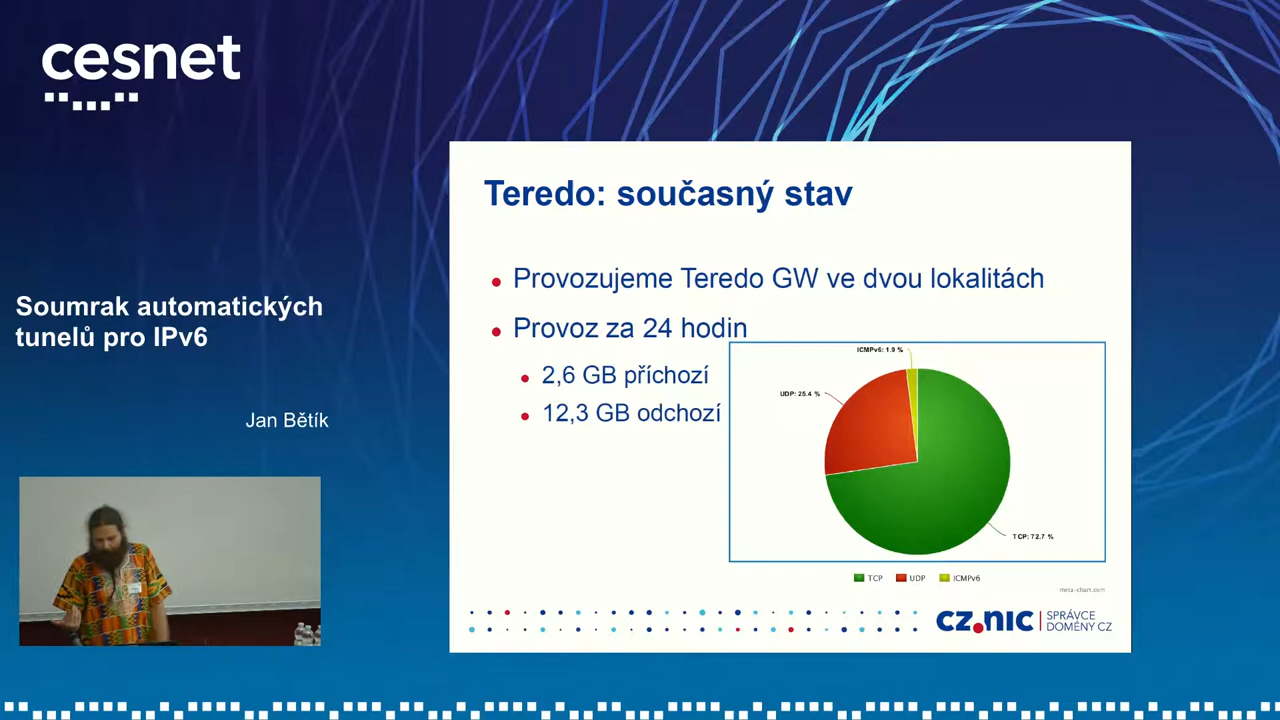 cesnet
Soumrak automatických
tunelů pro IPv6
Jan Bětík
Teredo: současný stav
Provozujeme Teredo GW ve dvou lokalitách
Provoz za 24 hodin
2,6 GB příchozí
12,3 GB odchozí
ICMPv6: 1.9 %
UDP: 25.4 %
TCP: 72.7 %
TCP UDP ICMPv6
meta-chart.com
CZ.NIC SPRÁVCE
DOMÉNY CZ